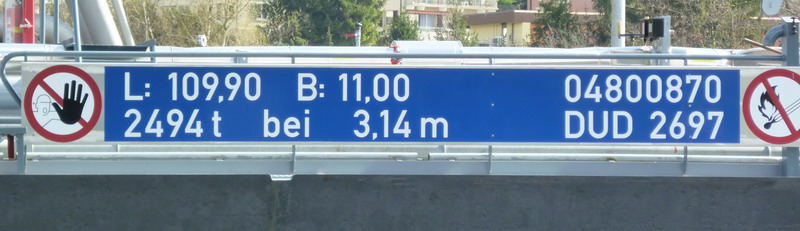 L: 109,90 B: 11,00 04800870
2494 t bei 3,14 m DUD 2697